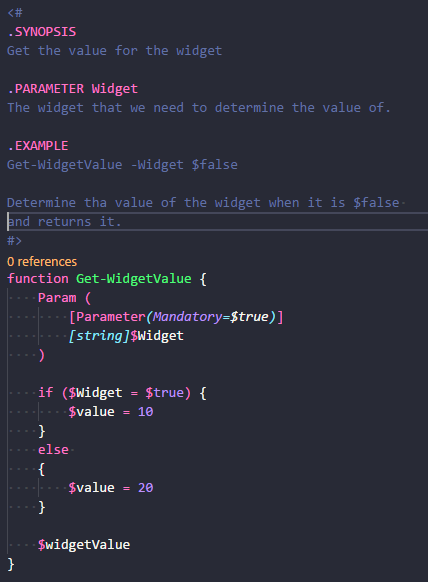 <#
.SYNOPSIS
Get the value for the widget

.PARAMETER Widget
The widget that we need to determine the value of.

.EXAMPLE
Get-WidgetValue -Widget $false

Determine tha value of the widget when it is $false
and returns it.
#>
0 references
function Get-WidgetValue {
    Param (
        [Parameter(Mandatory=$true)]
        [string]$Widget
    )

    if ($Widget = $true) {
        $value = 10
    }
    else
    {
        $value = 20
    }

    $widgetValue
}